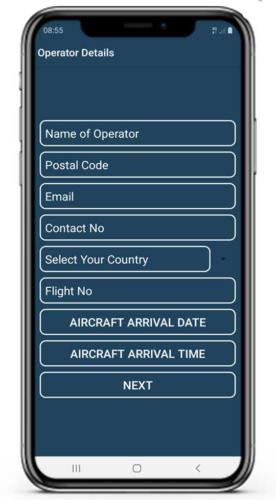 08:55
Operator Details
Name of Operator
Postal Code
Email
Contact No
Select Your Country
Flight No
AIRCRAFT ARRIVAL DATE
AIRCRAFT ARRIVAL TIME
NEXT